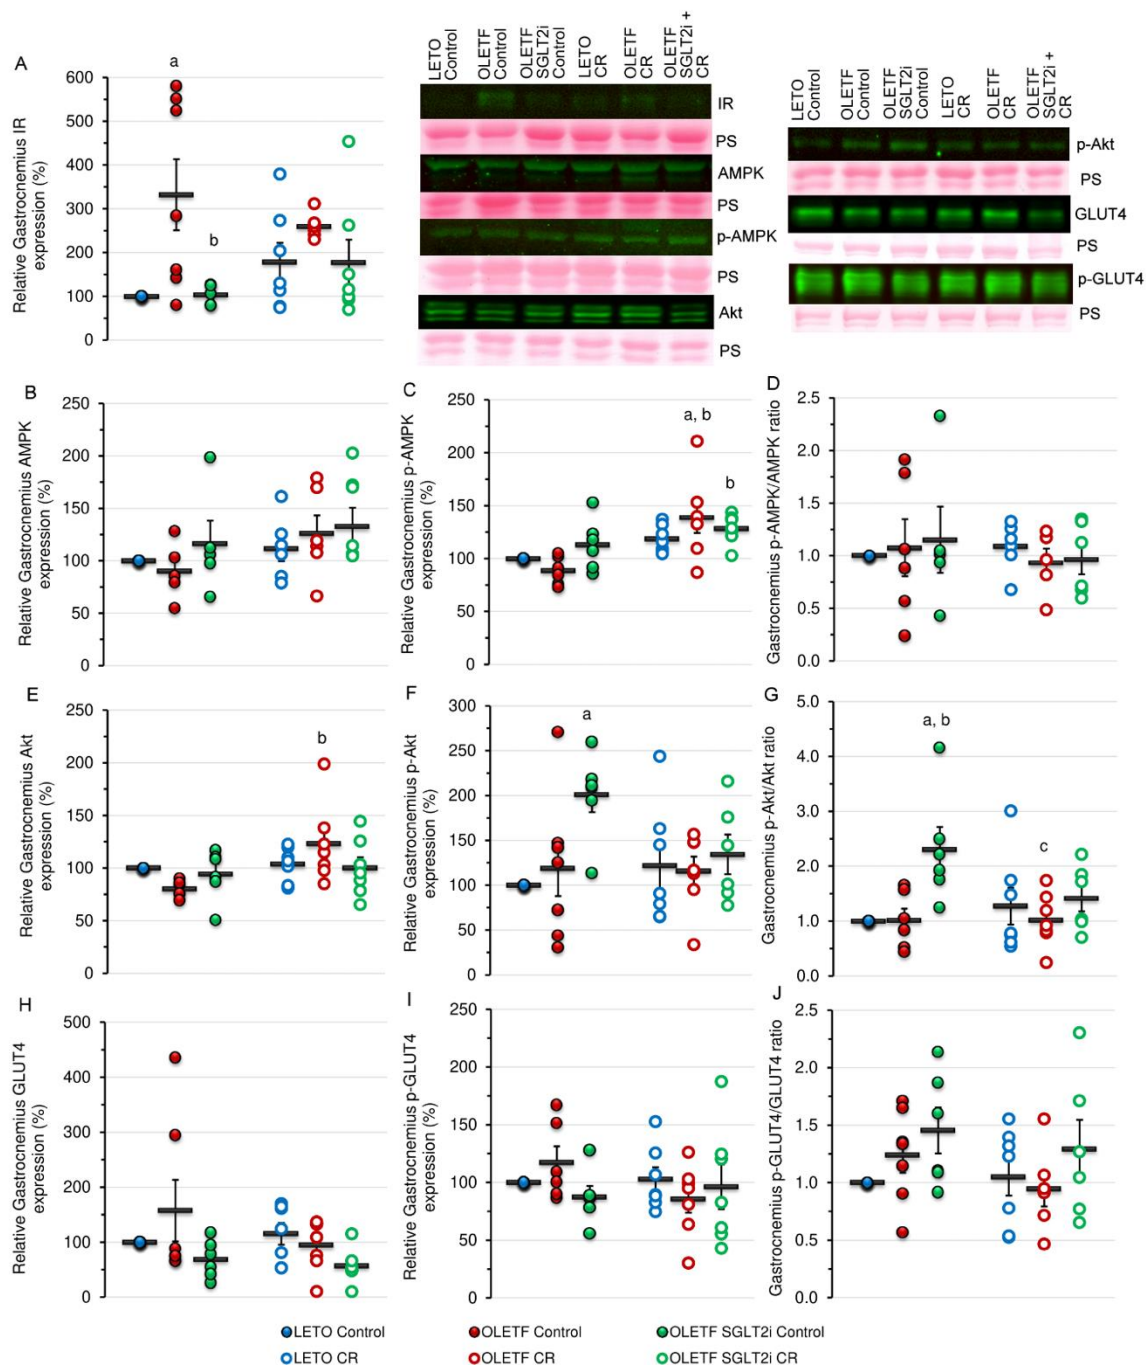 LETO
Control
OLETF
Control
OLETF
SGLT2i
Control
LETO
CR
OLETF
CR
OLETF
SGLT2i +
CR
IR
PS
AMPK
PS
p-AMPK
PS
Akt
PS
LETO
Control
OLETF
Control
OLETF
SGLT2i
Control
LETO
CR
OLETF
CR
OLETF
SGLT2i +
CR
p-Akt
PS
GLUT4
PS
p-GLUT4
PS
A
Relative Gastrocnemius IR
expression (%)
600
500
400
300
200
100
0
a
b
B
Relative Gastrocnemius AMPK
expression (%)
250
200
150
100
50
0
C
Relative Gastrocnemius p-AMPK
expression (%)
250
200
150
100
50
0
a, b
b
D
Gastrocnemius p-AMPK/AMPK ratio
2.5
2.0
1.5
1.0
0.5
0.0
E
Relative Gastrocnemius Akt
expression (%)
250
200
150
100
50
0
b
F
Relative Gastrocnemius p-Akt
expression (%)
300
250
200
150
100
50
0
a
G
Gastrocnemius p-Akt/Akt ratio
5.0
4.0
3.0
2.0
1.0
0.0
a, b
c
H
Relative Gastrocnemius GLUT4
expression (%)
500
400
300
200
100
0
I
Relative Gastrocnemius p-GLUT4
expression (%)
250
200
150
100
50
0
J
Gastrocnemius p-GLUT4/GLUT4 ratio
2.5
2.0
1.5
1.0
0.5
0.0
LETO Control
OLETF Control
OLETF SGLT2i Control
LETO CR
OLETF CR
OLETF SGLT2i CR